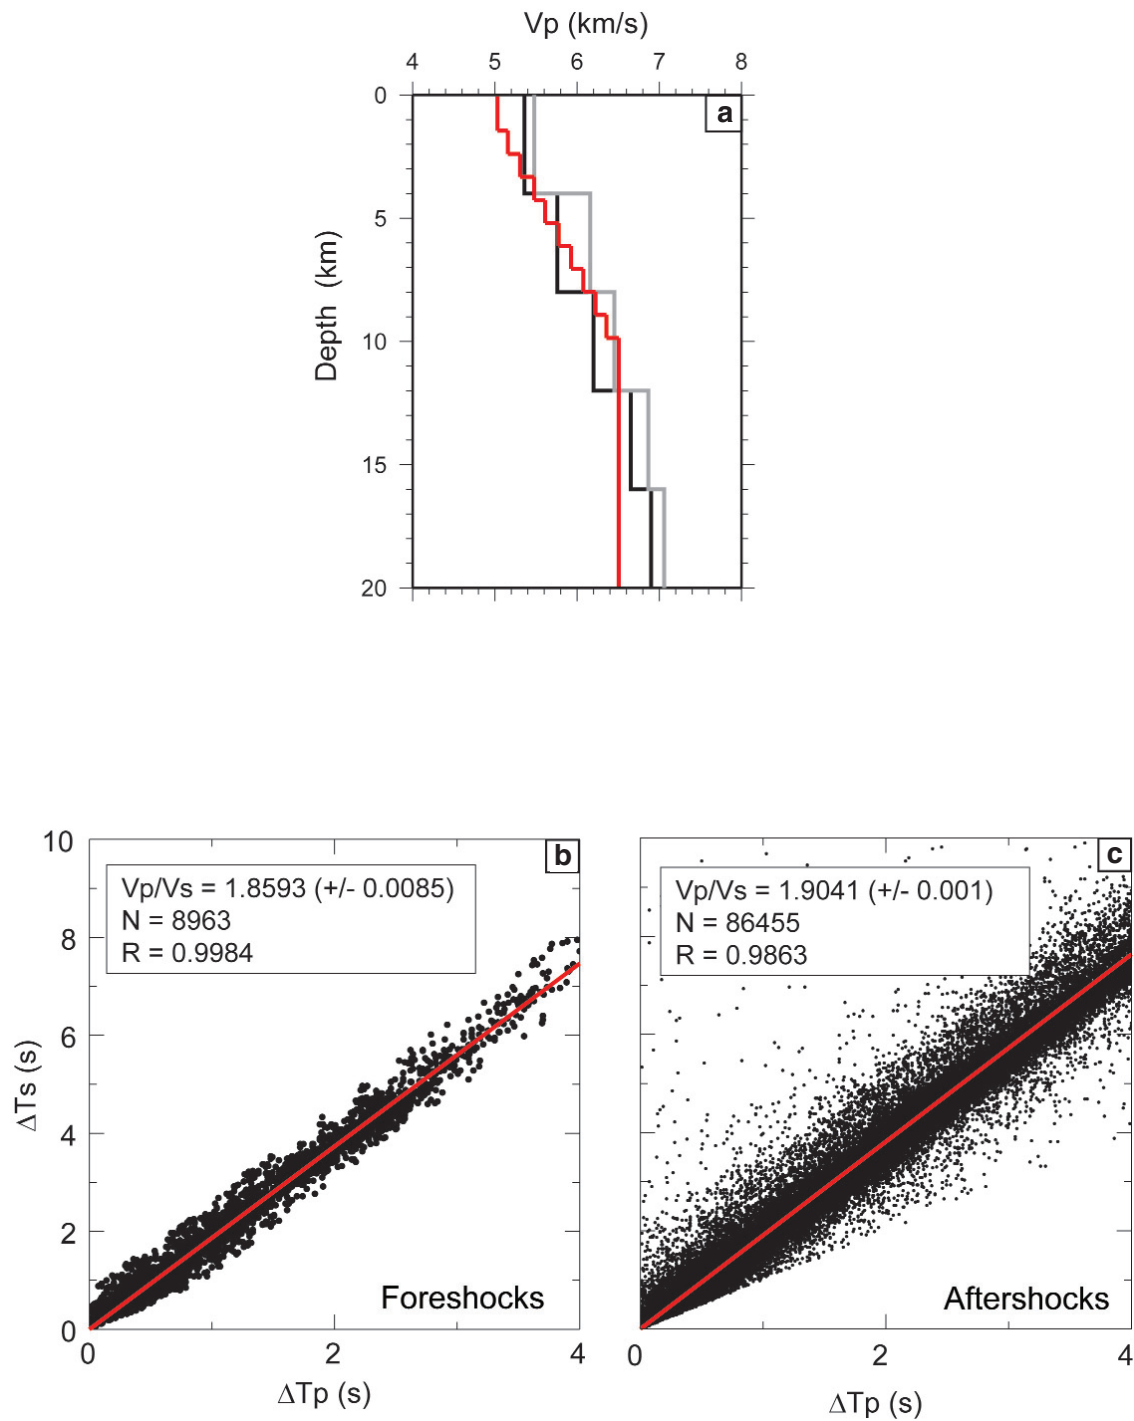 Vp (km/s)
4 5 6 7 8
a
0
5
10
15
20
Depth (km)
b
Vp/Vs = 1.8593 (+/- 0.0085)
N = 8963
R = 0.9984
10
8
6
4
2
0
ΔTs (s)
Foreshocks
0 2 4
ΔTp (s)
c
Vp/Vs = 1.9041 (+/- 0.001)
N = 86455
R = 0.9863
Aftershocks
0 2 4
ΔTp (s)